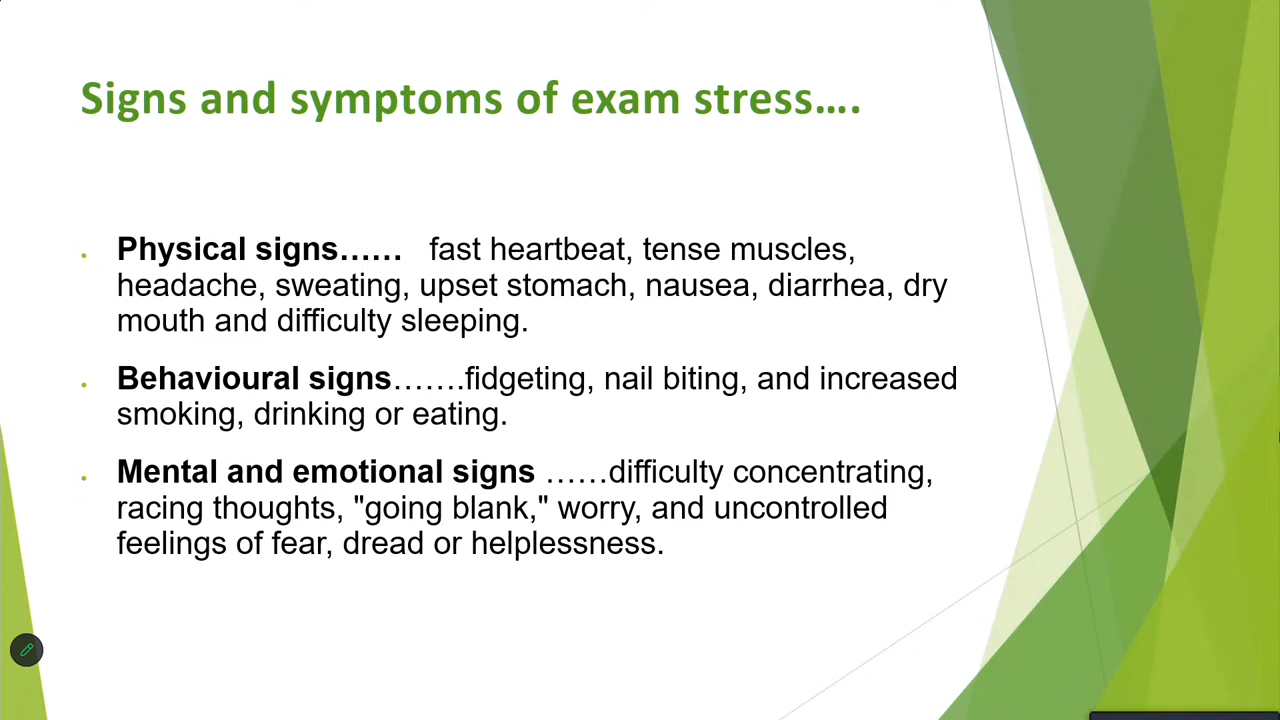 Signs and symptoms of exam stress….
• Physical signs…… fast heartbeat, tense muscles,
headache, sweating, upset stomach, nausea, diarrhea, dry
mouth and difficulty sleeping.
• Behavioural signs…….fidgeting, nail biting, and increased
smoking, drinking or eating.
• Mental and emotional signs ……difficulty concentrating,
racing thoughts, "going blank," worry, and uncontrolled
feelings of fear, dread or helplessness.